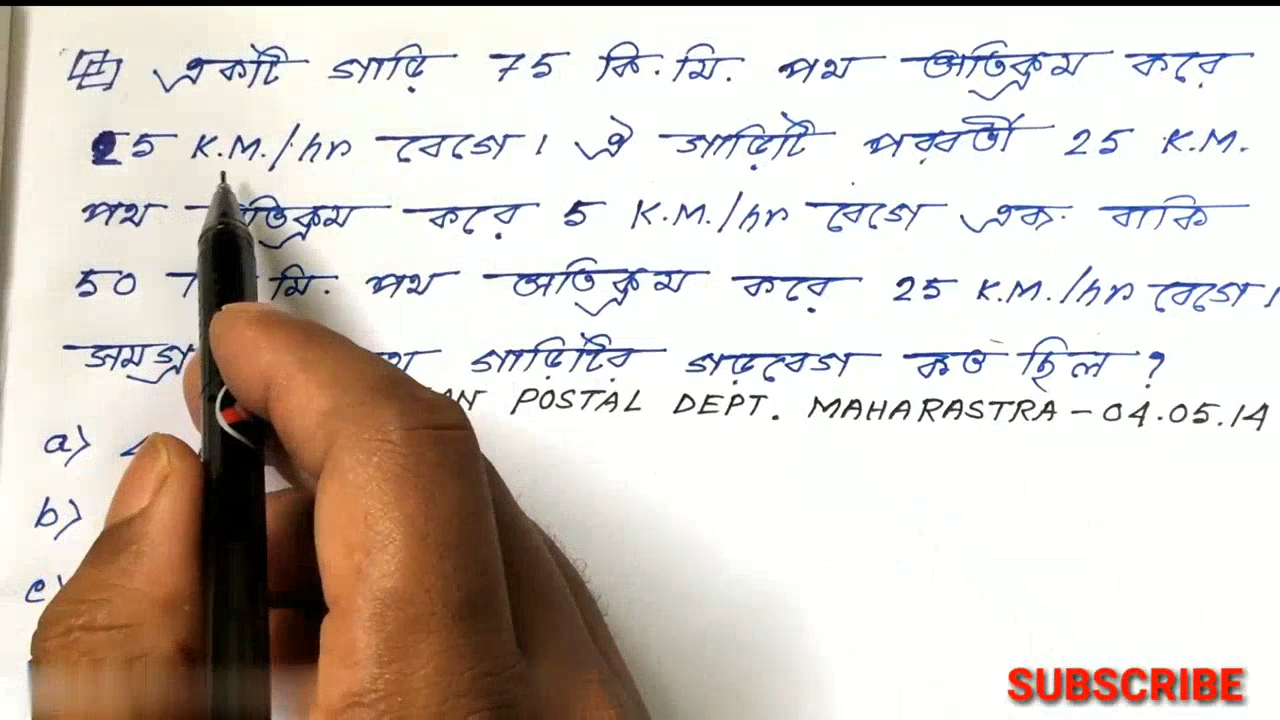 একটি গাড়ি 75 কি.মি. পথ অতিক্রম করে
25 K.M./hr বেগে। ঐ গাড়িটি পরবর্তী 25 K.M.
পথ অতিক্রম করে 5 K.M./hr বেগে এবং বাকি
50 মি. পথ অতিক্রম করে 25 K.M./hr বেগে।
সমগ্র গাড়িটির গড়বেগ কত ছিল ?
POSTAL DEPT. MAHARASTRA - 04.05.14
a)
b)
c)
SUBSCRIBE